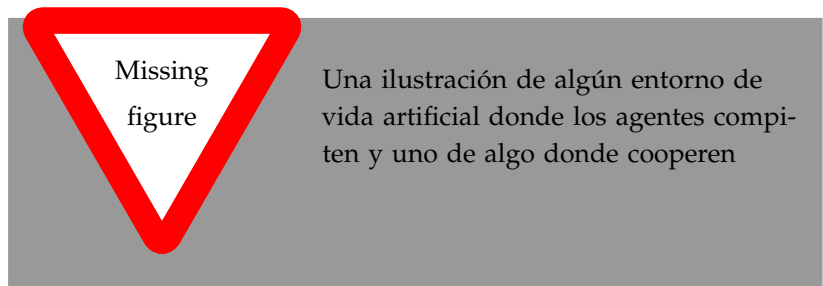 Missing
figure
Una ilustración de algún entorno de
vida artificial donde los agentes compi-
ten y uno de algo donde cooperen